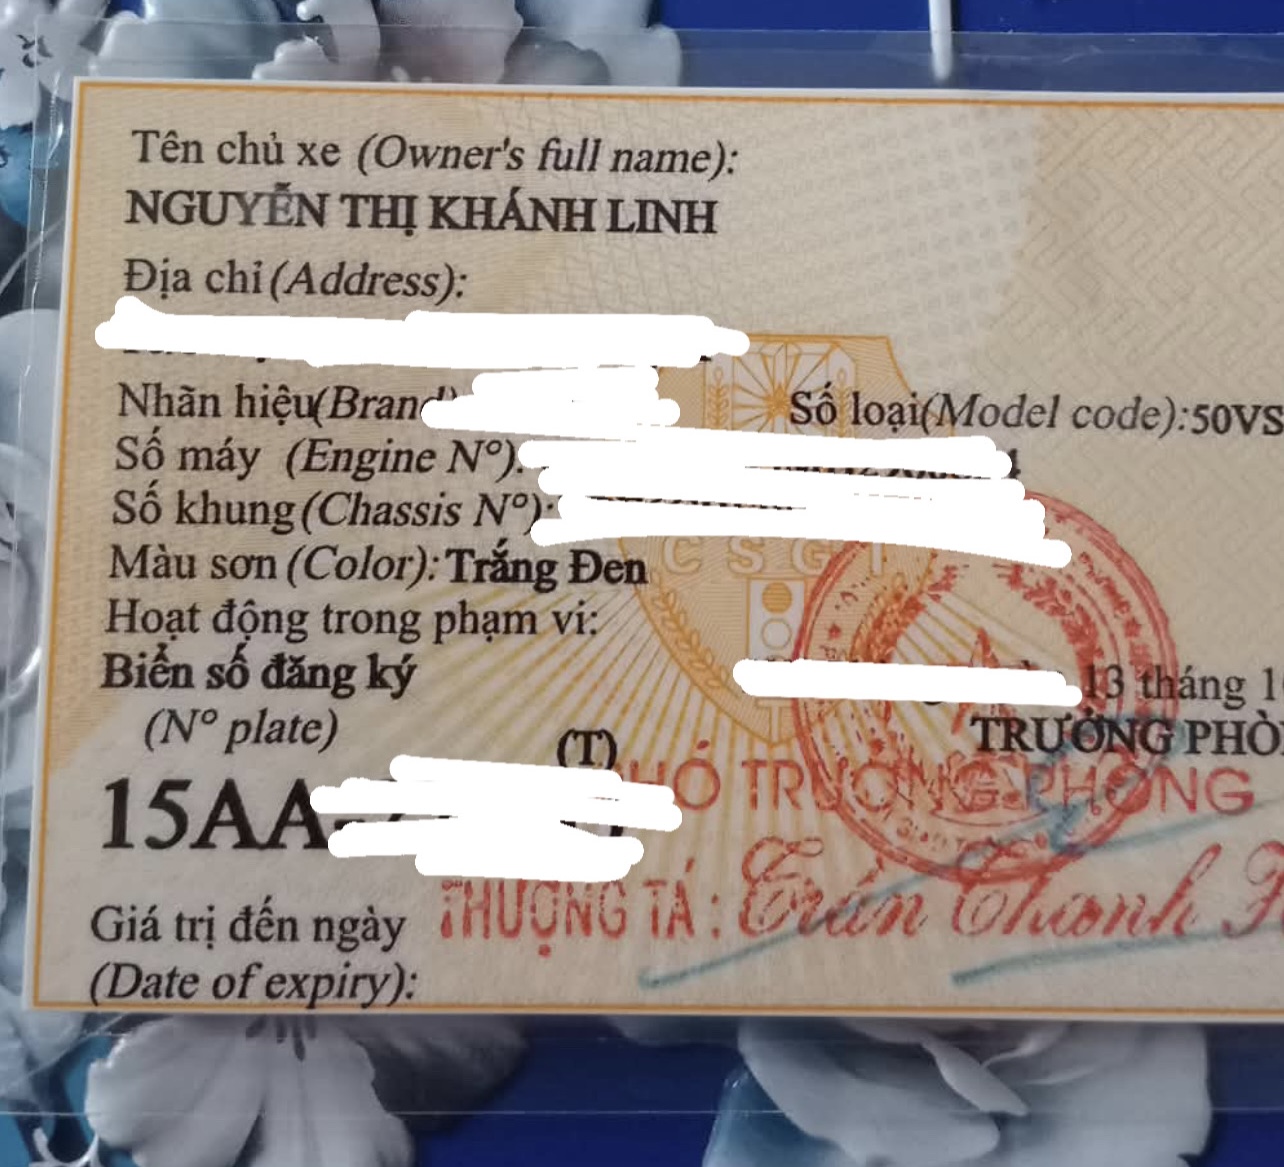 Tên chủ xe (Owner's full name):
NGUYỄN THỊ KHÁNH LINH
Địa chỉ (Address):
Nhãn hiệu(Brand)
Số loại(Model code):50VS
Số máy (Engine N°):
Số khung (Chassis N°):
CSGT
Màu sơn (Color): Trắng Đen
Hoạt động trong phạm vi:
Biển số đăng ký
13 tháng
(N° plate)
TRƯỞNG PHÒ
(T)
PHÓ TRƯỞNG PHÒNG
15AA-
THƯỢNG TÁ: Trần Thanh
Giá trị đến ngày
(Date of expiry):